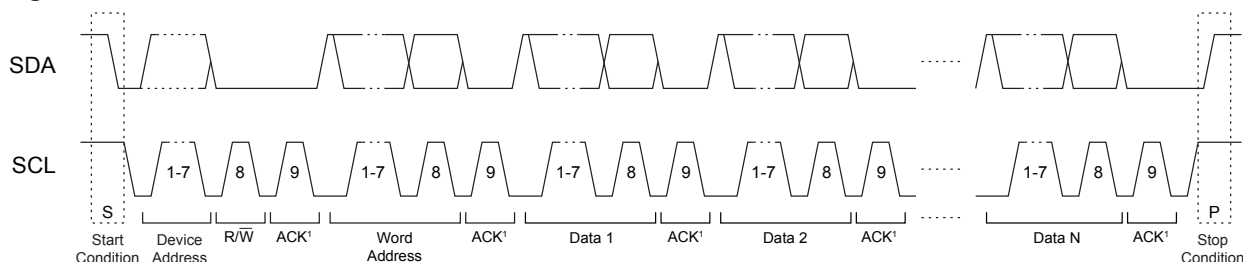 SDA
SCL
1-7 8 9 1-7 8 9 1-7 8 9 1-7 8 9 1-7 8 9
S P
Start Condition
Device Address
R/W̅
ACK¹
Word Address
ACK¹
Data 1
ACK¹
Data 2
ACK¹
Data N
ACK¹
Stop Condition